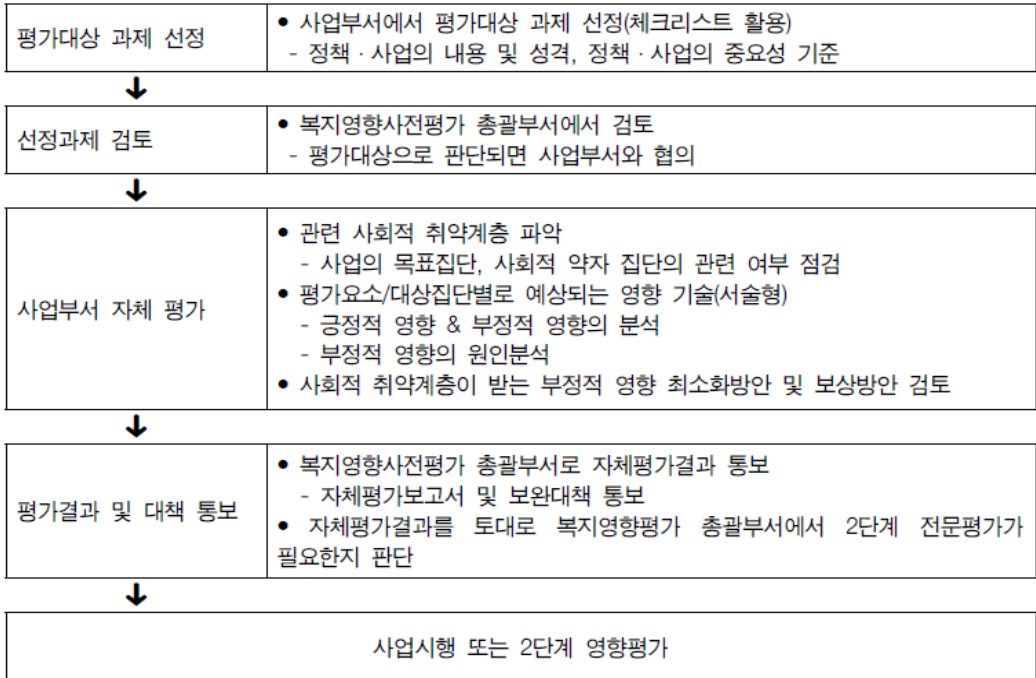 평가대상 과제 선정
• 사업부서에서 평가대상 과제 선정(체크리스트 활용)
- 정책 · 사업의 내용 및 성격, 정책 · 사업의 중요성 기준
↓
선정과제 검토
• 복지영향사전평가 총괄부서에서 검토
- 평가대상으로 판단되면 사업부서와 협의
↓
사업부서 자체 평가
• 관련 사회적 취약계층 파악
- 사업의 목표집단, 사회적 약자 집단의 관련 여부 점검
• 평가요소/대상집단별로 예상되는 영향 기술(서술형)
- 긍정적 영향 & 부정적 영향의 분석
- 부정적 영향의 원인분석
• 사회적 취약계층이 받는 부정적 영향 최소화방안 및 보상방안 검토
↓
평가결과 및 대책 통보
• 복지영향사전평가 총괄부서로 자체평가결과 통보
- 자체평가보고서 및 보완대책 통보
• 자체평가결과를 토대로 복지영향평가 총괄부서에서 2단계 전문평가가
필요한지 판단
↓
사업시행 또는 2단계 영향평가